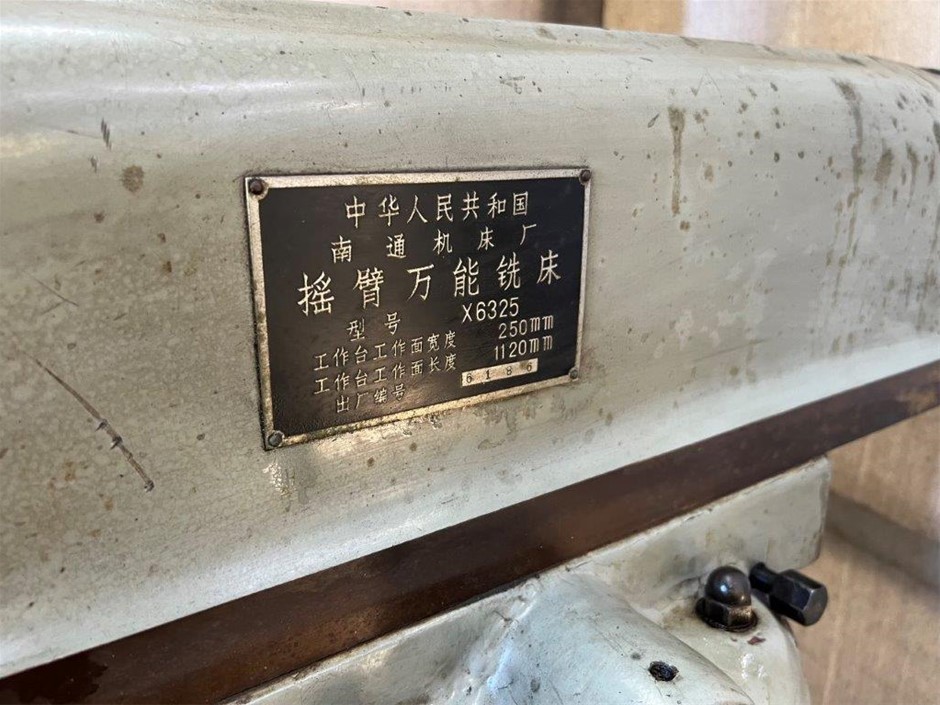 中华人民共和国
南通机床厂
摇臂万能铣床
型号 X6325
工作台工作面宽度 250mm
工作台工作面长度 1120mm
出厂编号 6186